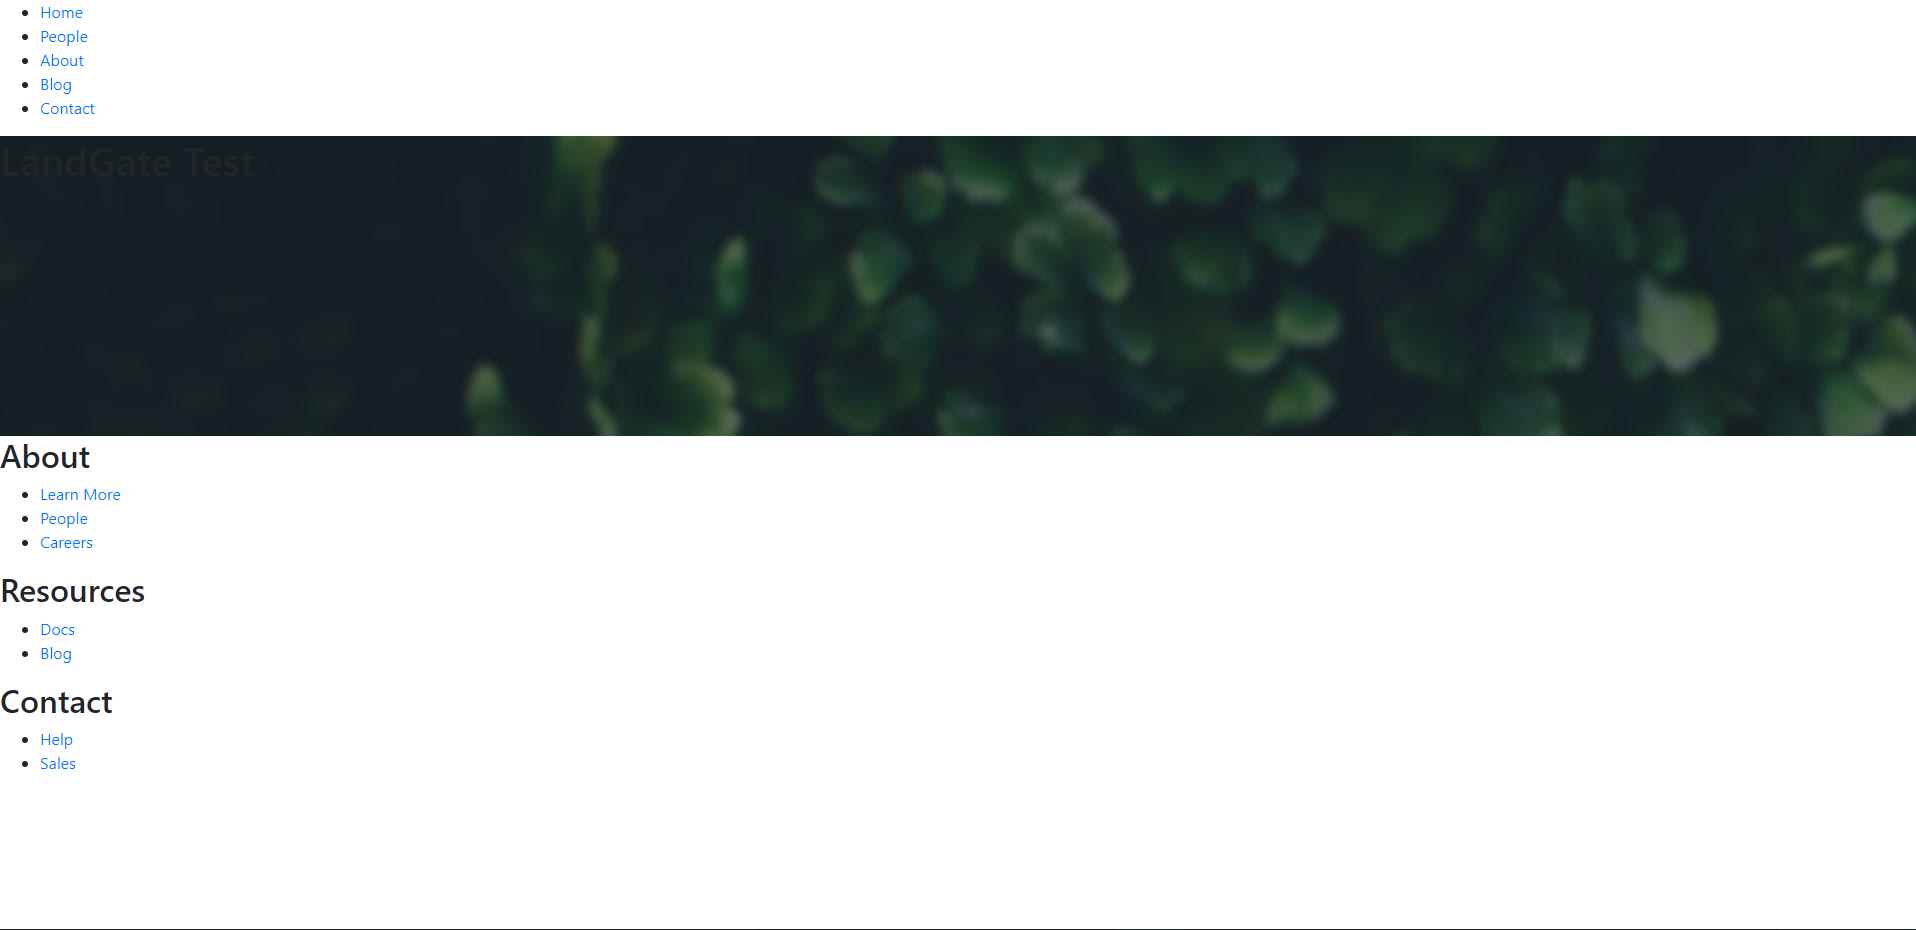 Home
People
About
Blog
Contact
LandGate Test
About
Learn More
People
Careers
Resources
Docs
Blog
Contact
Help
Sales